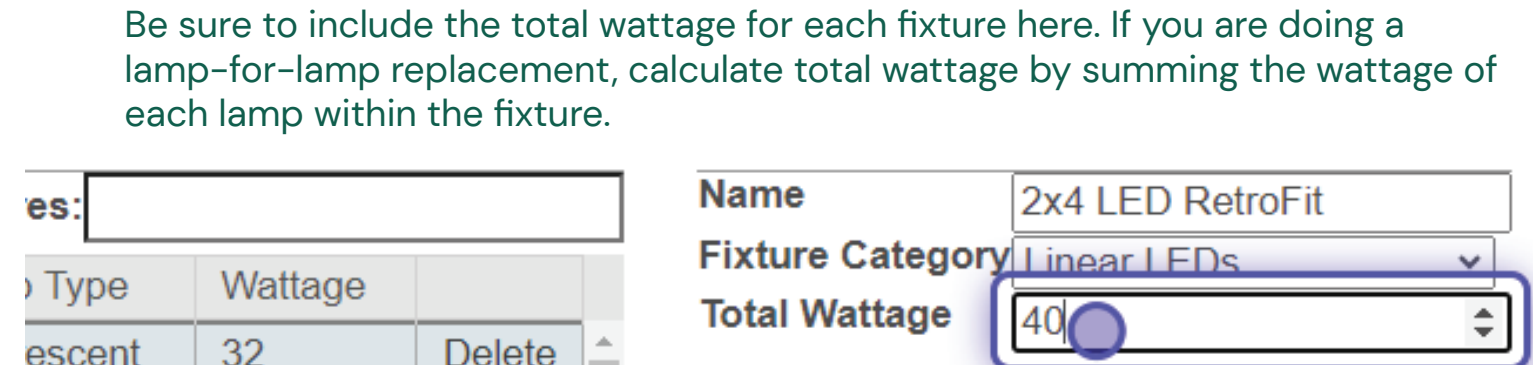 Be sure to include the total wattage for each fixture here. If you are doing a
lamp-for-lamp replacement, calculate total wattage by summing the wattage of
each lamp within the fixture.
es:
Name 2x4 LED RetroFit
Fixture Category Linear LEDs
Type Wattage
Total Wattage 40
escent 32 Delete